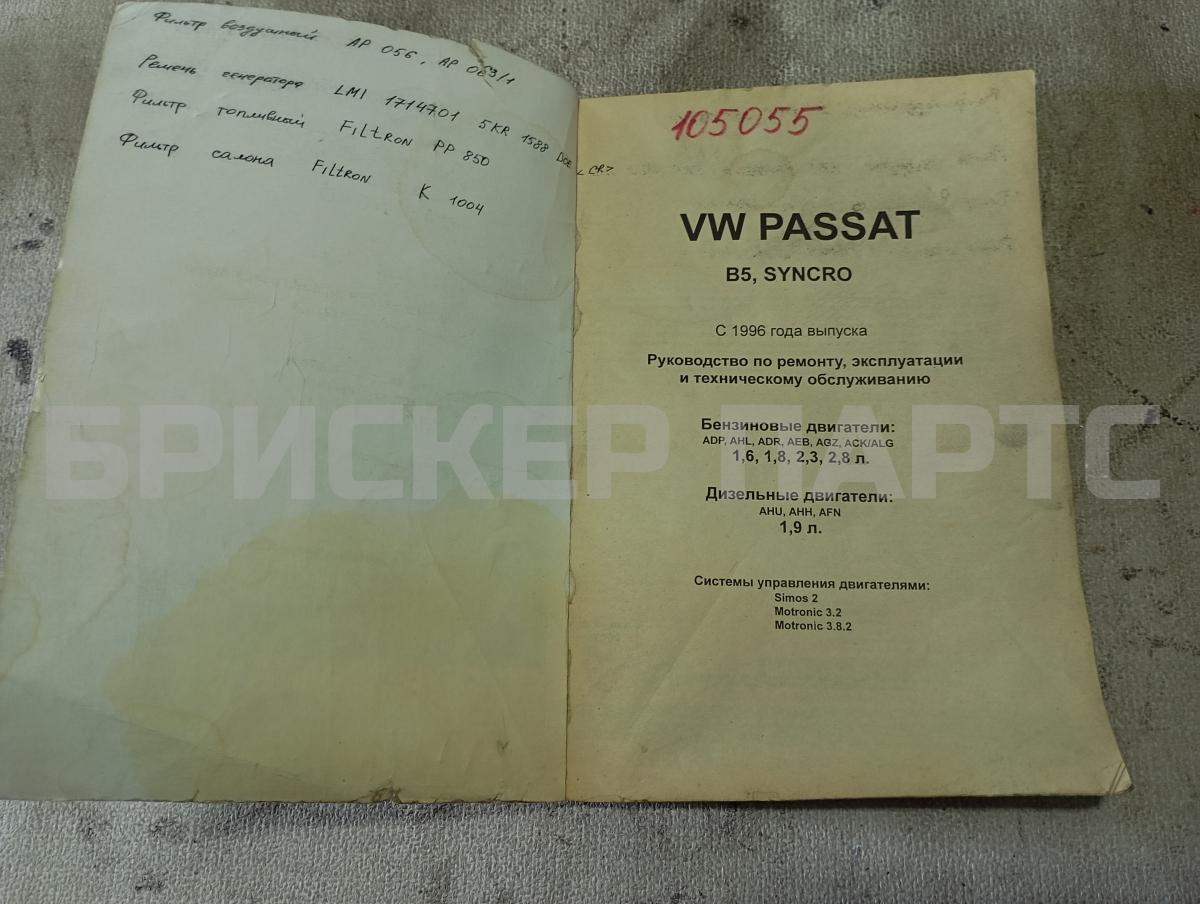 Фильтр воздушный AP 056, AP 069/1
Ремень генератора LMI 17147.01 5KR 1588
Фильтр топливный FILTRON PP 850
Фильтр салона FILTRON K 1004
105055
VW PASSAT
B5, SYNCRO
С 1996 года выпуска
Руководство по ремонту, эксплуатации
и техническому обслуживанию
Бензиновые двигатели:
ADP, AHL, ADR, AEB, AGZ, ACK/ALG
1,6, 1,8, 2,3, 2,8 л.
Дизельные двигатели:
AHU, AHH, AFN
1,9 л.
Системы управления двигателями:
Simos 2
Motronic 3.2
Motronic 3.8.2
БРИСКЕР ПАРТС